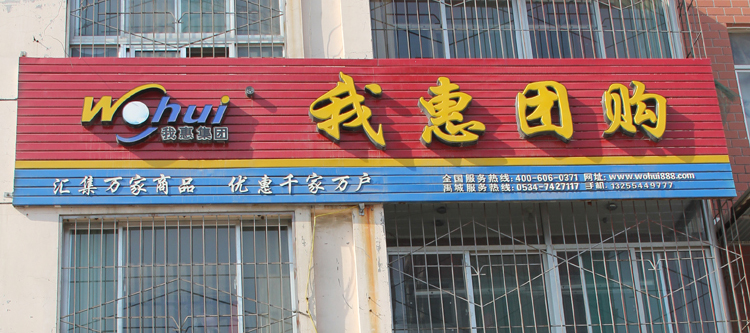 Wohui
我惠集团
我惠团购
汇集万家商品 优惠千家万户
全国服务热线: 400-606-0371 网址: www.wohui888.com
禹城服务热线: 0534-7427117 手机: 13255449777